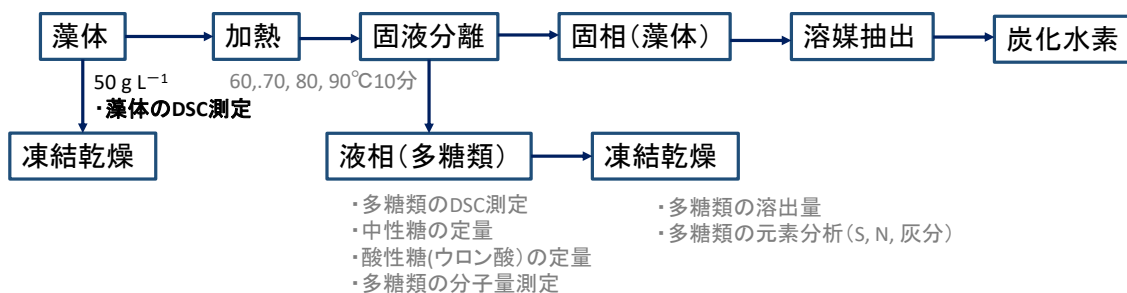 藻体
加熱
固液分離
固相(藻体)
溶媒抽出
炭化水素
50 g L⁻¹
・藻体のDSC測定
60,.70, 80, 90℃10分
凍結乾燥
液相(多糖類)
凍結乾燥
・多糖類のDSC測定
・中性糖の定量
・酸性糖(ウロン酸)の定量
・多糖類の分子量測定
・多糖類の溶出量
・多糖類の元素分析(S, N, 灰分)